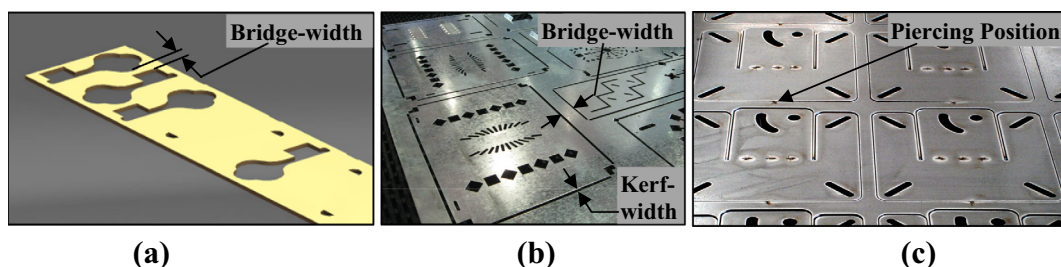 Bridge-width
Bridge-width
Kerf-
width
Piercing Position
(a)
(b)
(c)